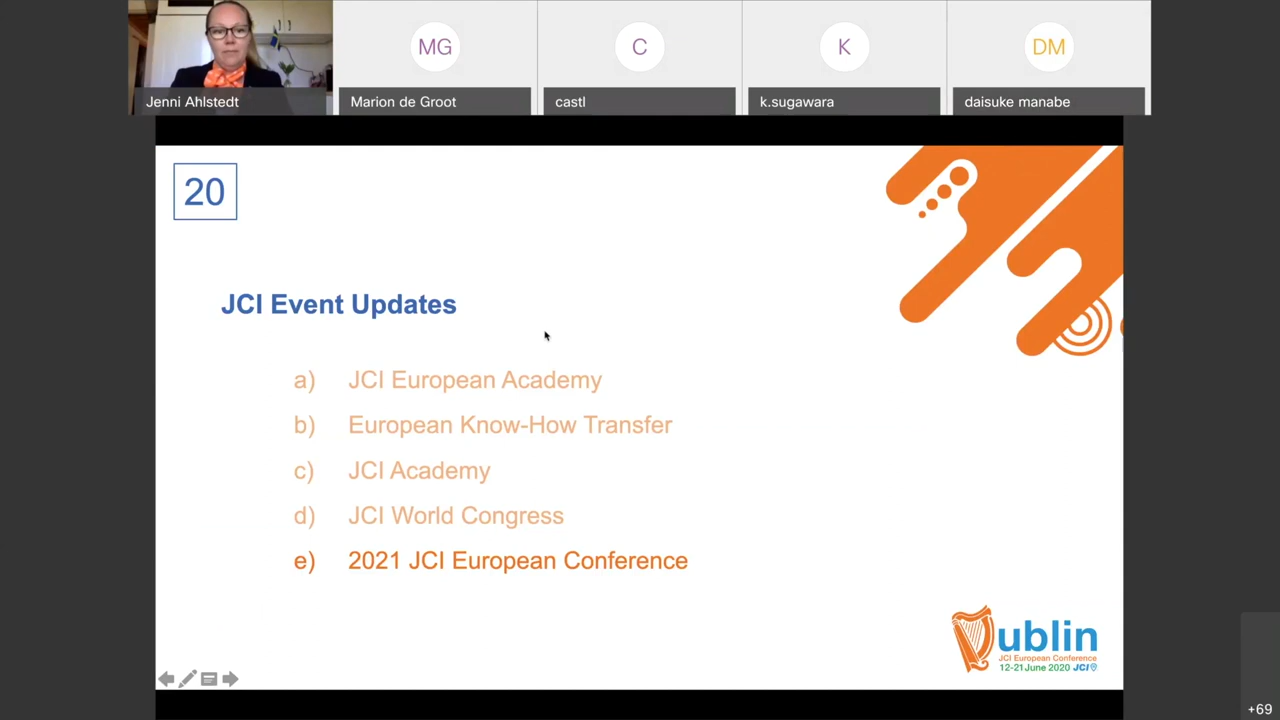 MG
C
K
DM
Jenni Ahlstedt
Marion de Groot
castl
k.sugawara
daisuke manabe
20
JCI Event Updates
a) JCI European Academy
b) European Know-How Transfer
c) JCI Academy
d) JCI World Congress
e) 2021 JCI European Conference
Dublin
JCI European Conference
12-21 June 2020 JCI
+69